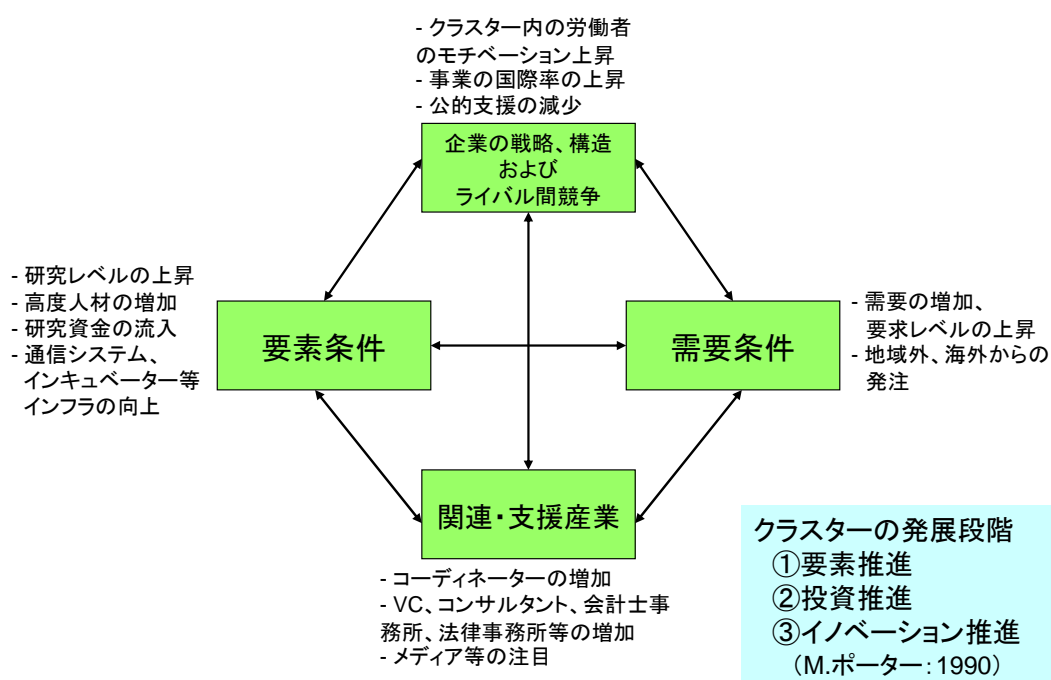 - クラスター内の労働者
のモチベーション上昇
- 事業の国際率の上昇
- 公的支援の減少
企業の戦略、構造
および
ライバル間競争
- 研究レベルの上昇
- 高度人材の増加
- 研究資金の流入
- 通信システム、
インキュベーター等
インフラの向上
要素条件
需要条件
- 需要の増加、
要求レベルの上昇
- 地域外、海外からの
発注
関連・支援産業
- コーディネーターの増加
- VC、コンサルタント、会計士事
務所、法律事務所等の増加
- メディア等の注目
クラスターの発展段階
①要素推進
②投資推進
③イノベーション推進
（M.ポーター：1990）